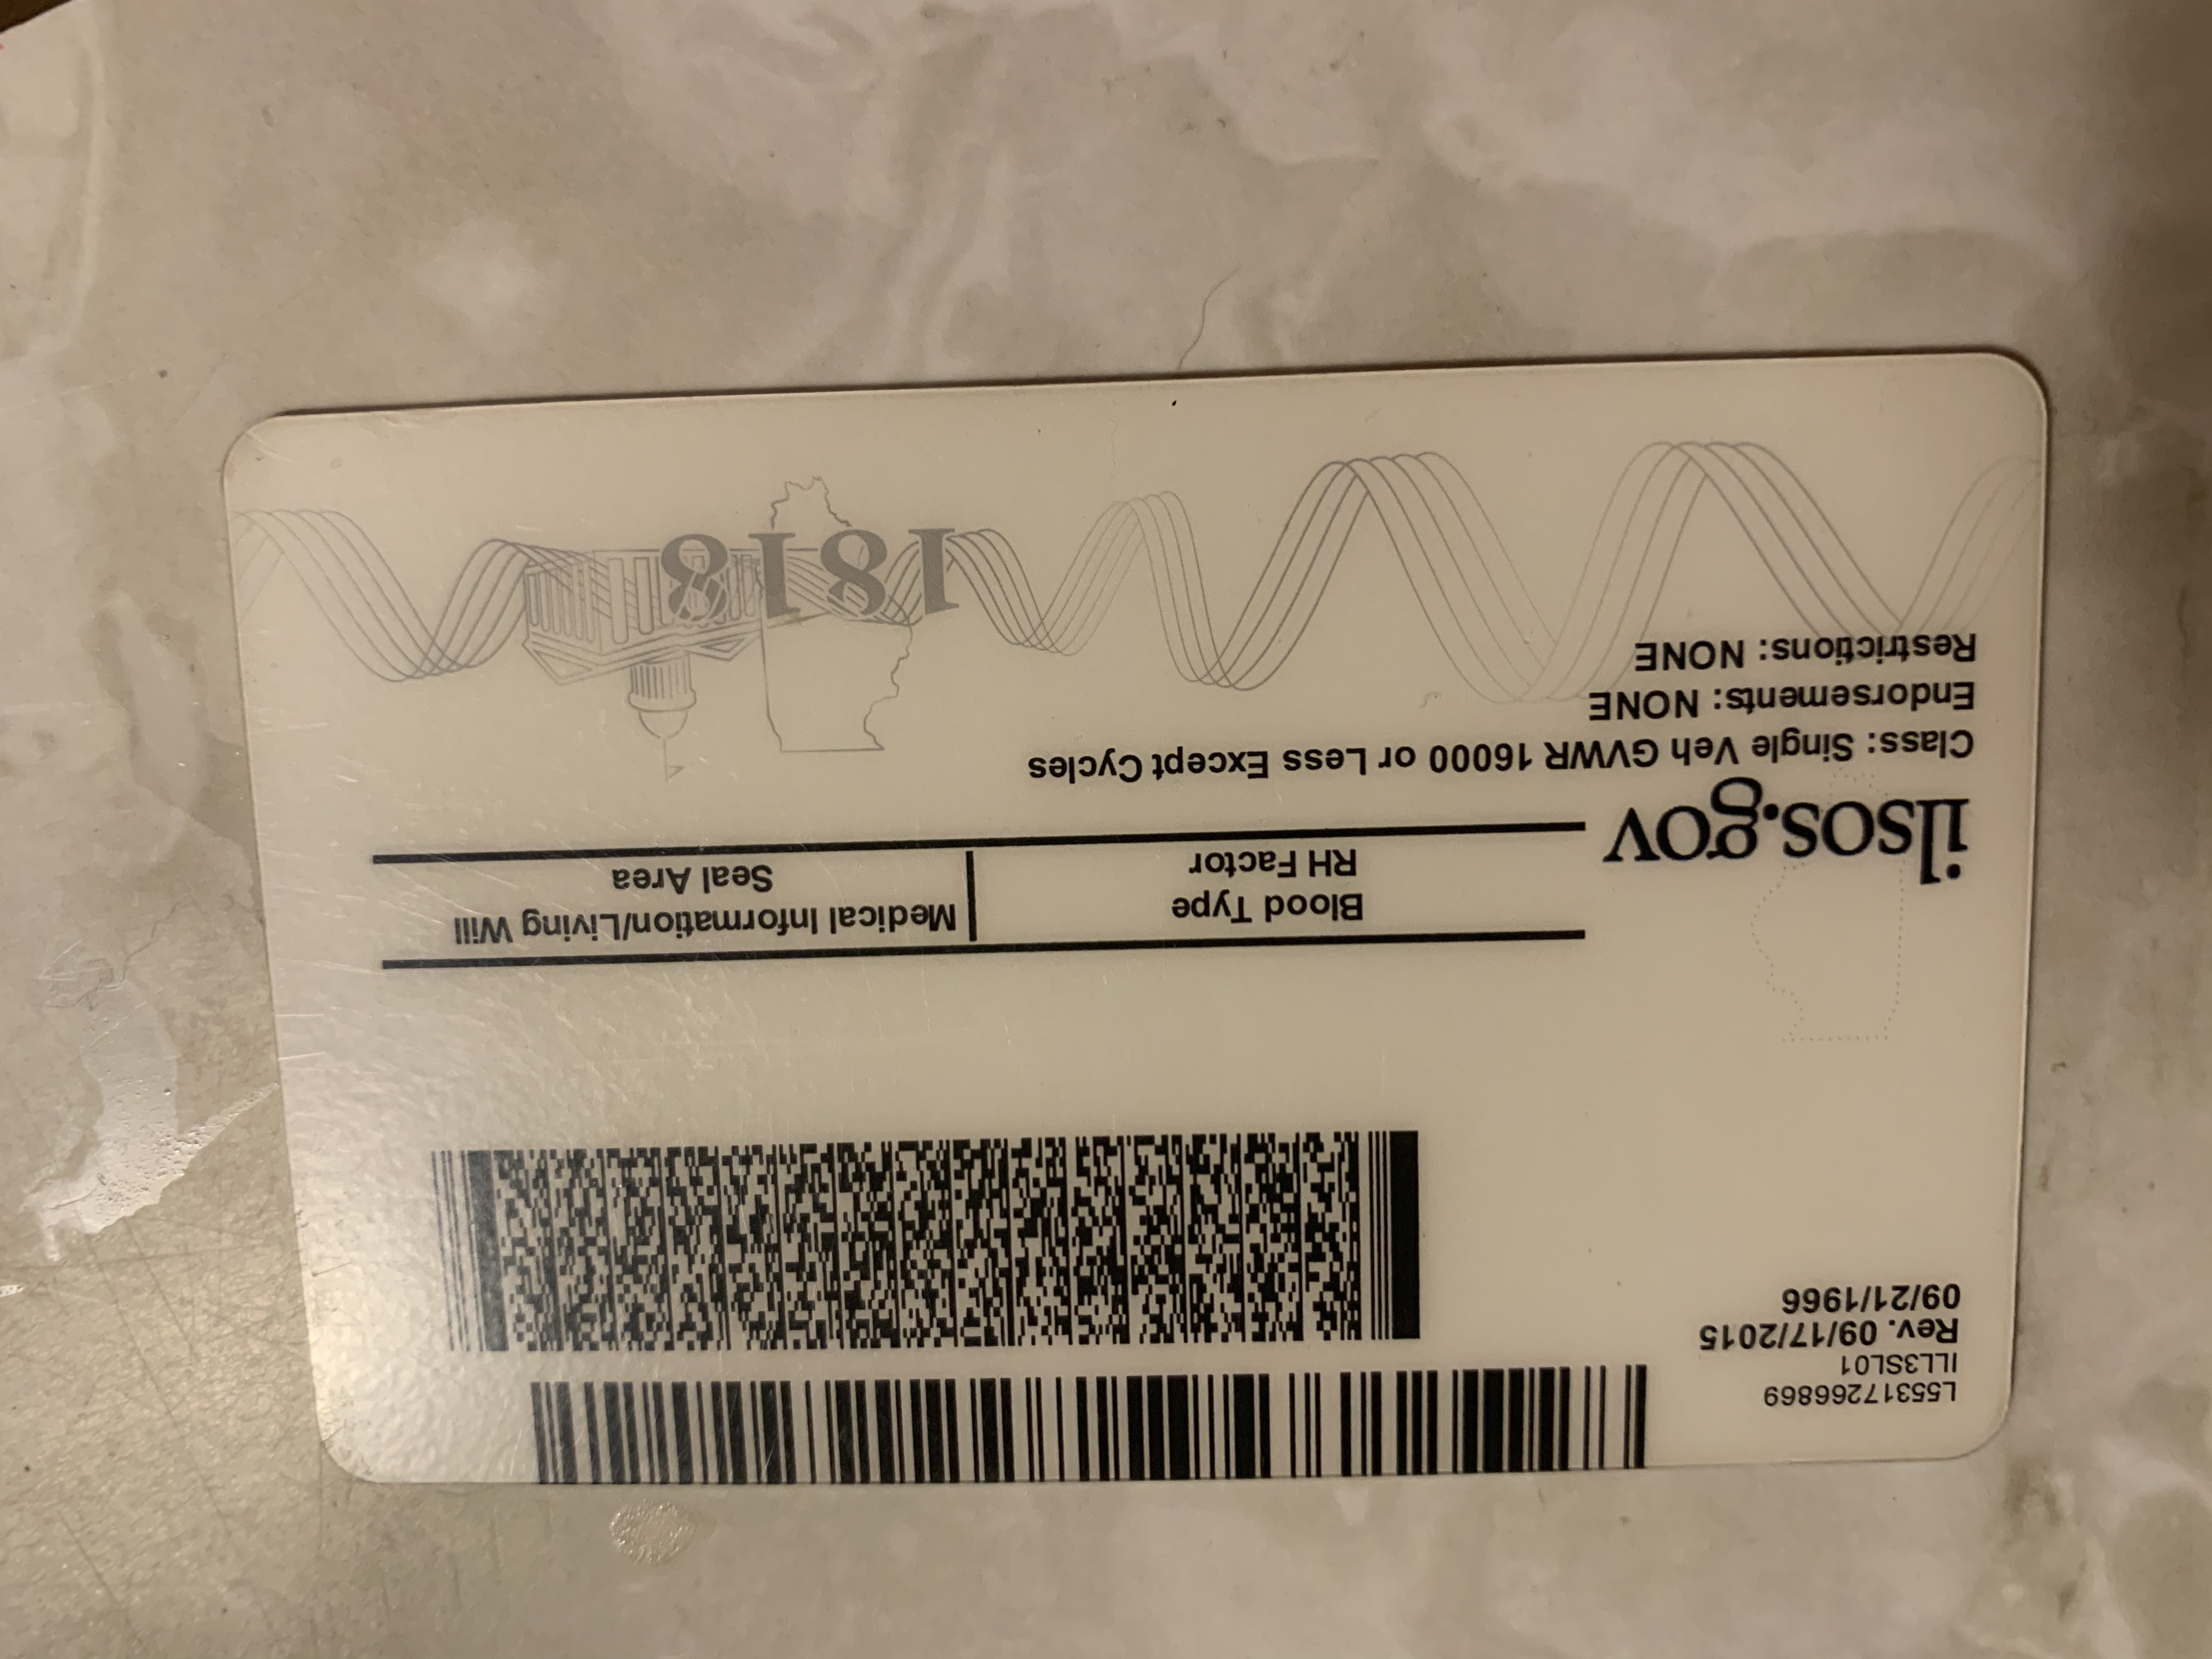 L55317266869
ILL3SL01
Rev. 09/17/2015
09/21/1966
Blood Type
RH Factor
Medical Information/Living Will
Seal Area
ilsos.gov
Class: Single Veh GVWR 16000 or Less Except Cycles
Endorsements: NONE
Restrictions: NONE
1818